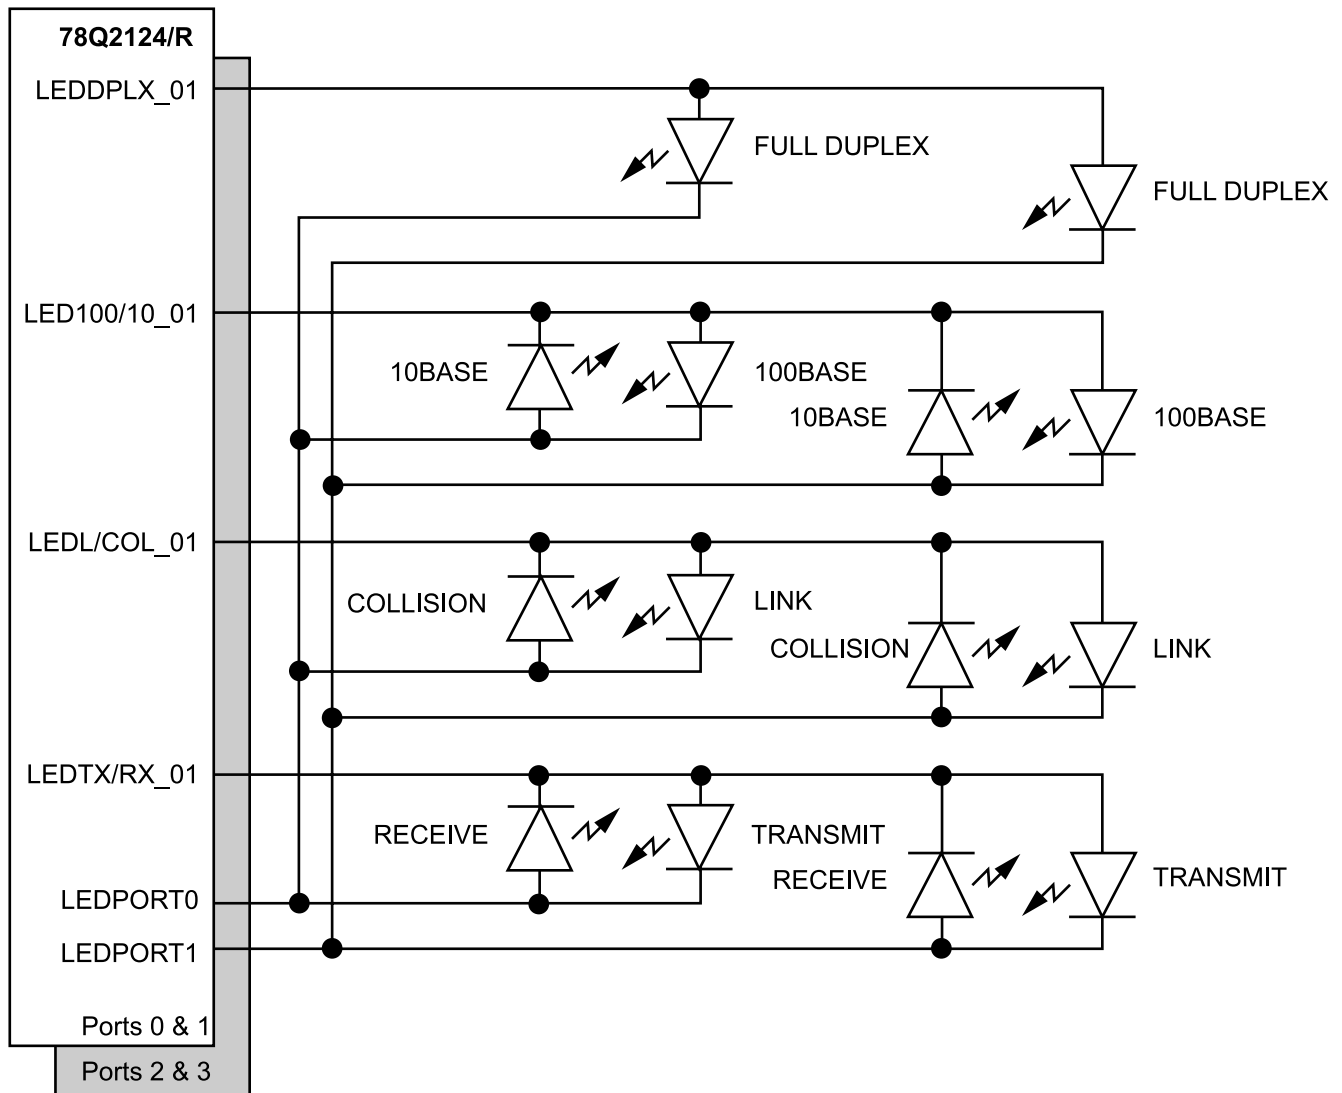 78Q2124/R
LEDDPLX_01
FULL DUPLEX
FULL DUPLEX
LED100/10_01
10BASE
100BASE
10BASE
100BASE
LEDL/COL_01
COLLISION
LINK
COLLISION
LINK
LEDTX/RX_01
RECEIVE
TRANSMIT
RECEIVE
TRANSMIT
LEDPORT0
LEDPORT1
Ports 0 & 1
Ports 2 & 3